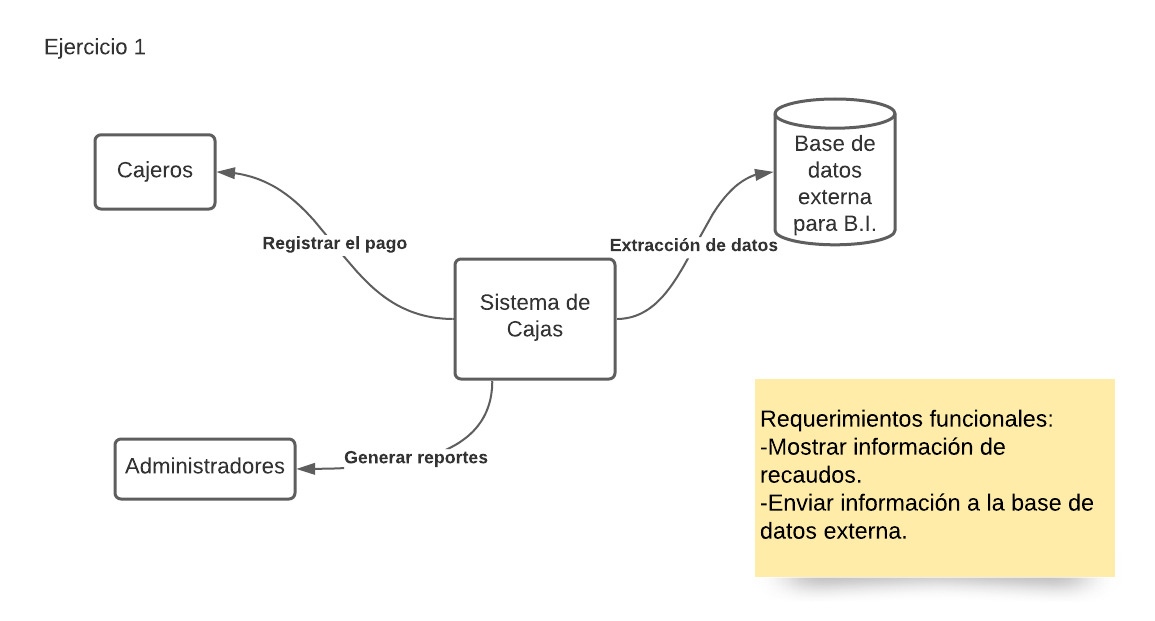 Ejercicio 1
Cajeros
Base de
datos
externa
para B.I.
Registrar el pago
Extracción de datos
Sistema de
Cajas
Administradores
Generar reportes
Requerimientos funcionales:
-Mostrar información de
recaudos.
-Enviar información a la base de
datos externa.